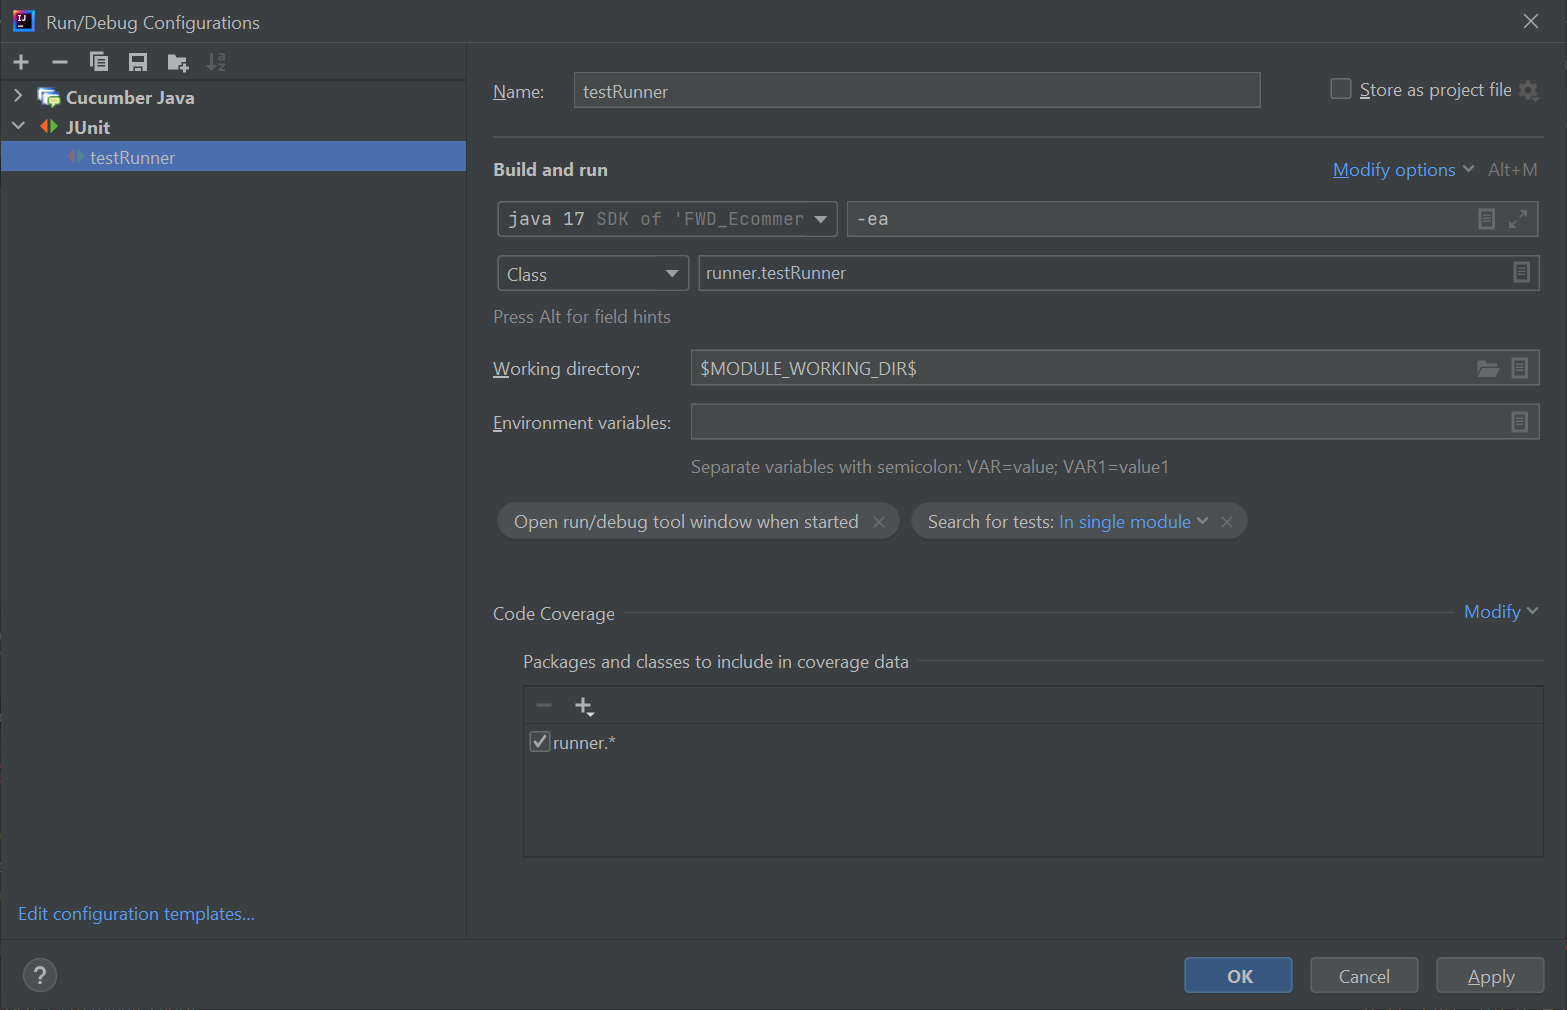 Run/Debug Configurations
Cucumber Java
JUnit
testRunner
Edit configuration templates...
Name: testRunner
Store as project file
Build and run
Modify options Alt+M
java 17 SDK of 'FWD_Ecommer -ea
Class runner.testRunner
Press Alt for field hints
Working directory: $MODULE_WORKING_DIR$
Environment variables:
Separate variables with semicolon: VAR=value; VAR1=value1
Open run/debug tool window when started Search for tests: In single module
Code Coverage Modify
Packages and classes to include in coverage data
runner.*
? OK Cancel Apply